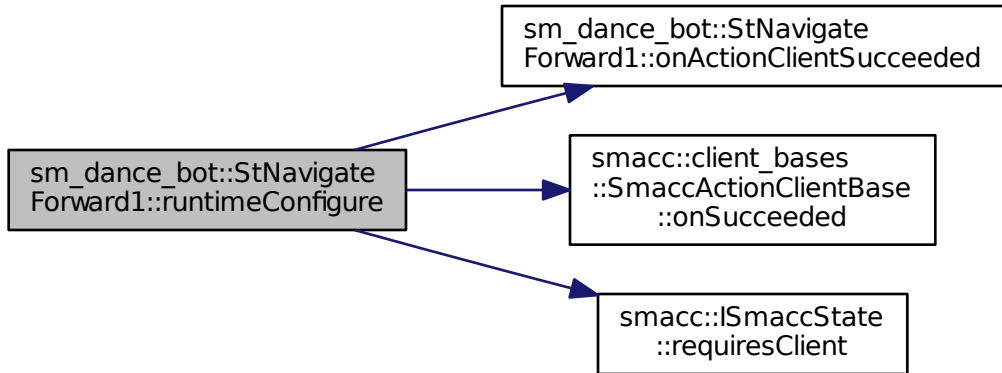 sm_dance_bot::StNavigate
Forward1::onActionClientSucceeded
sm_dance_bot::StNavigate
Forward1::runtimeConfigure
smacc::client_bases
::SmaccActionClientBase
::onSucceeded
smacc::ISmaccState
::requiresClient